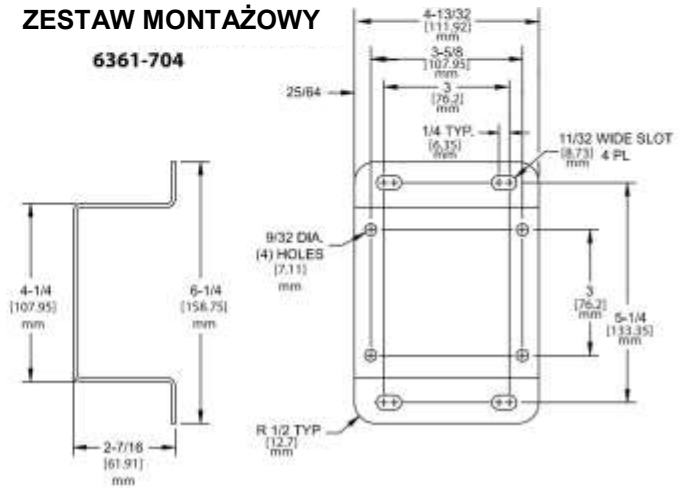 ZESTAW MONTAŻOWY
6361-704
4-13/32
[111.92]
mm
3-5/8
[107.95]
mm
25/64
3
[76.2]
mm
1/4 TYP.
[6.35]
mm
11/32 WIDE SLOT
[8.73] 4 PL
mm
9/32 DIA.
(4) HOLES
[7.11]
mm
4-1/4
[107.95]
mm
6-1/4
[158.75]
mm
3
[76.2]
mm
5-1/4
[133.35]
mm
R 1/2 TYP
[12.7]
mm
2-7/16
[61.91]
mm